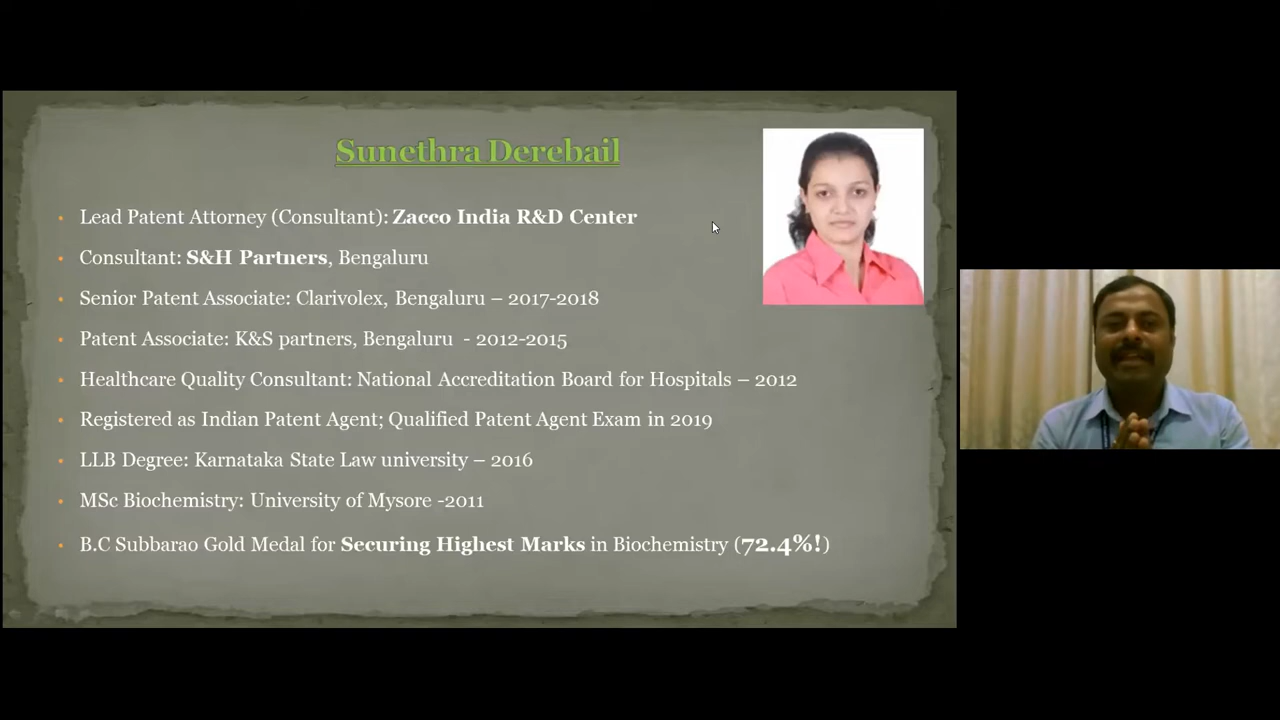 Sunethra Derebail
Lead Patent Attorney (Consultant): Zacco India R&D Center
Consultant: S&H Partners, Bengaluru
Senior Patent Associate: Clarivolex, Bengaluru – 2017-2018
Patent Associate: K&S partners, Bengaluru - 2012-2015
Healthcare Quality Consultant: National Accreditation Board for Hospitals – 2012
Registered as Indian Patent Agent; Qualified Patent Agent Exam in 2019
LLB Degree: Karnataka State Law university – 2016
MSc Biochemistry: University of Mysore -2011
B.C Subbarao Gold Medal for Securing Highest Marks in Biochemistry (72.4%!)